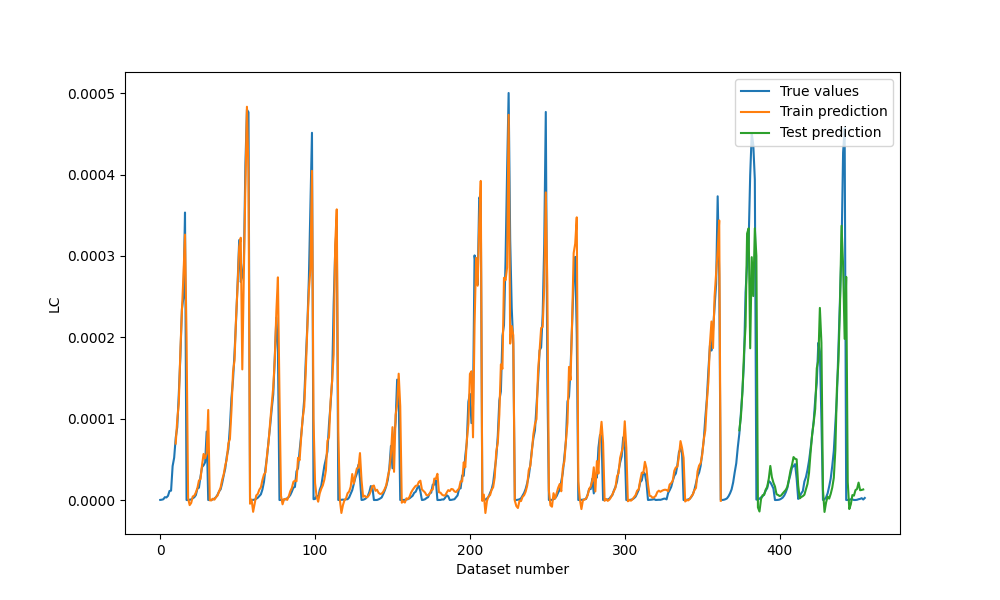 0.0005
0.0004
0.0003
0.0002
0.0001
0.0000
LC
True values
Train prediction
Test prediction
0
100
200
300
400
Dataset number